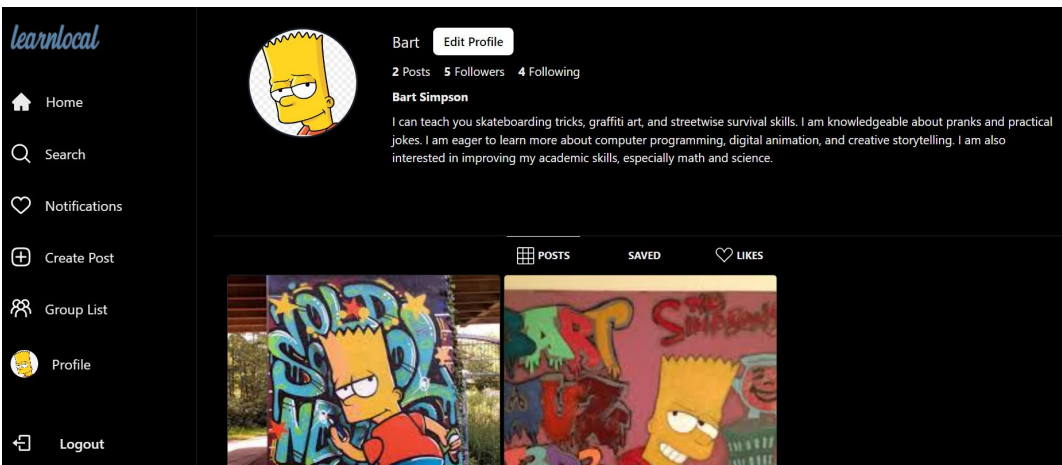 learnlocal
Home
Search
Notifications
Create Post
Group List
Profile
Logout
Bart Edit Profile
2 Posts 5 Followers 4 Following
Bart Simpson
I can teach you skateboarding tricks, graffiti art, and streetwise survival skills. I am knowledgeable about pranks and practical
jokes. I am eager to learn more about computer programming, digital animation, and creative storytelling. I am also
interested in improving my academic skills, especially math and science.
POSTS SAVED LIKES
OLD
The
Simpsons